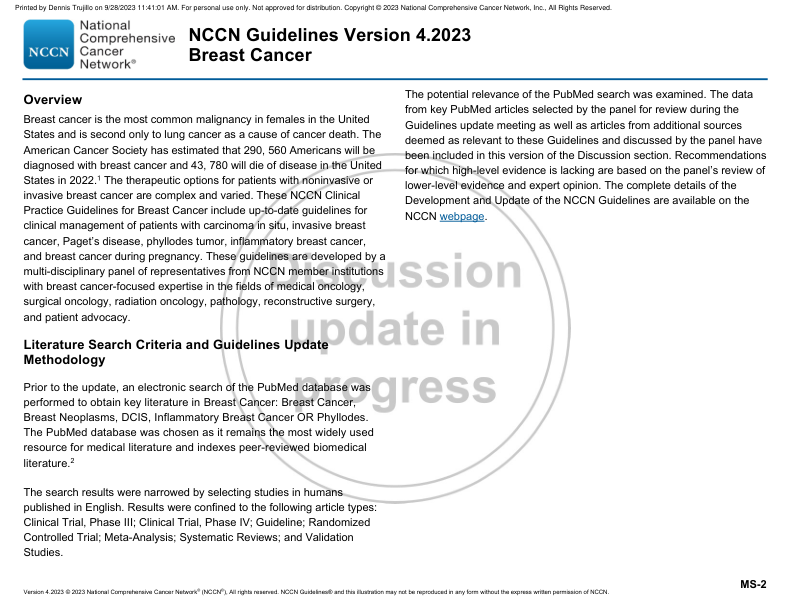 Printed by Dennis Trujillo on 9/28/2023 11:41:01 AM. For personal use only. Not approved for distribution. Copyright © 2023 National Comprehensive Cancer Network, Inc., All Rights Reserved.
NCCN
National
Comprehensive
Cancer
Network®
NCCN Guidelines Version 4.2023
Breast Cancer
Overview
Breast cancer is the most common malignancy in females in the United
States and is second only to lung cancer as a cause of cancer death. The
American Cancer Society has estimated that 290, 560 Americans will be
diagnosed with breast cancer and 43, 780 will die of disease in the United
States in 2022.1 The therapeutic options for patients with noninvasive or
invasive breast cancer are complex and varied. These NCCN Clinical
Practice Guidelines for Breast Cancer include up-to-date guidelines for
clinical management of patients with carcinoma in situ, invasive breast
cancer, Paget's disease, phyllodes tumor, inflammatory breast cancer,
and breast cancer during pregnancy. These guidelines are developed by a
multi-disciplinary panel of representatives from NCCN member institutions
with breast cancer-focused expertise in the fields of medical oncology,
surgical oncology, radiation oncology, pathology, reconstructive surgery,
and patient advocacy.
Literature Search Criteria and Guidelines Update
Methodology
Prior to the update, an electronic search of the PubMed database was
performed to obtain key literature in Breast Cancer: Breast Cancer,
Breast Neoplasms, DCIS, Inflammatory Breast Cancer OR Phyllodes.
The PubMed database was chosen as it remains the most widely used
resource for medical literature and indexes peer-reviewed biomedical
literature.2
The search results were narrowed by selecting studies in humans
published in English. Results were confined to the following article types:
Clinical Trial, Phase III; Clinical Trial, Phase IV; Guideline; Randomized
Controlled Trial; Meta-Analysis; Systematic Reviews; and Validation
Studies.
The potential relevance of the PubMed search was examined. The data
from key PubMed articles selected by the panel for review during the
Guidelines update meeting as well as articles from additional sources
deemed as relevant to these Guidelines and discussed by the panel have
been included in this version of the Discussion section. Recommendations
for which high-level evidence is lacking are based on the panel's review of
lower-level evidence and expert opinion. The complete details of the
Development and Update of the NCCN Guidelines are available on the
NCCN webpage.
Discussion
update in
progress
MS-2
Version 4.2023 © 2023 National Comprehensive Cancer Network® (NCCN®), All rights reserved. NCCN Guidelines® and this illustration may not be reproduced in any form without the express written permission of NCCN.